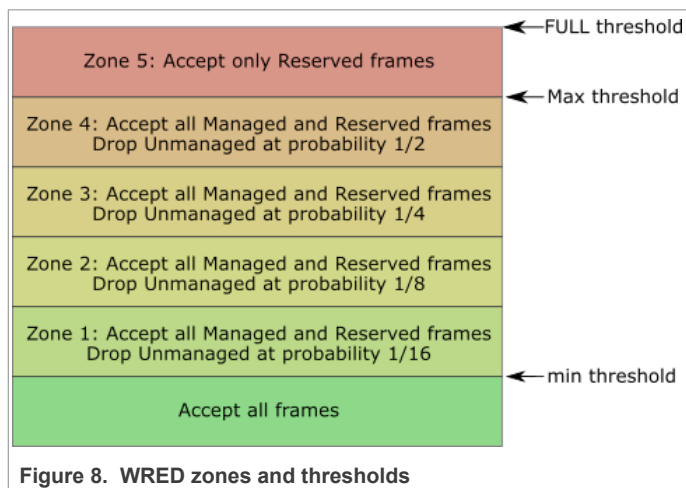 FULL threshold
Zone 5: Accept only Reserved frames
Max threshold
Zone 4: Accept all Managed and Reserved frames
Drop Unmanaged at probability 1/2
Zone 3: Accept all Managed and Reserved frames
Drop Unmanaged at probability 1/4
Zone 2: Accept all Managed and Reserved frames
Drop Unmanaged at probability 1/8
Zone 1: Accept all Managed and Reserved frames
Drop Unmanaged at probability 1/16
min threshold
Accept all frames
Figure 8. WRED zones and thresholds